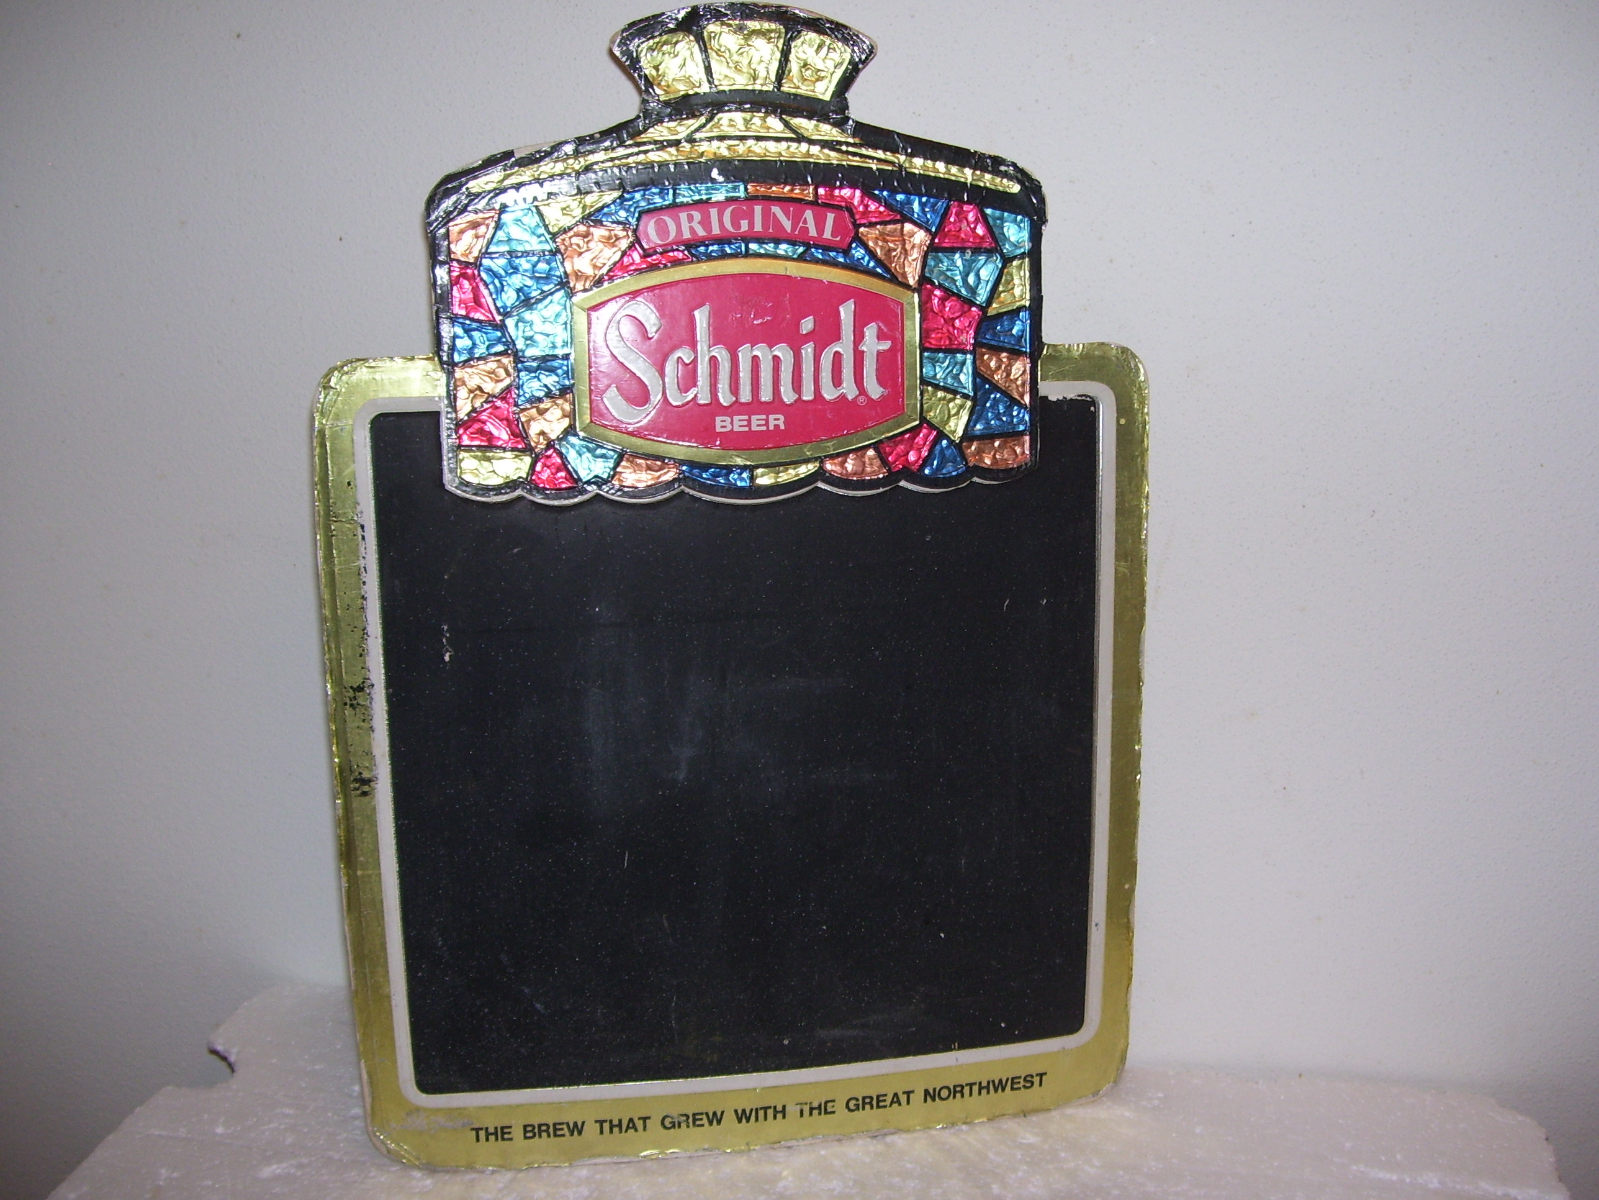 ORIGINAL
Schmidt®
BEER
THE BREW THAT GREW WITH THE GREAT NORTHWEST